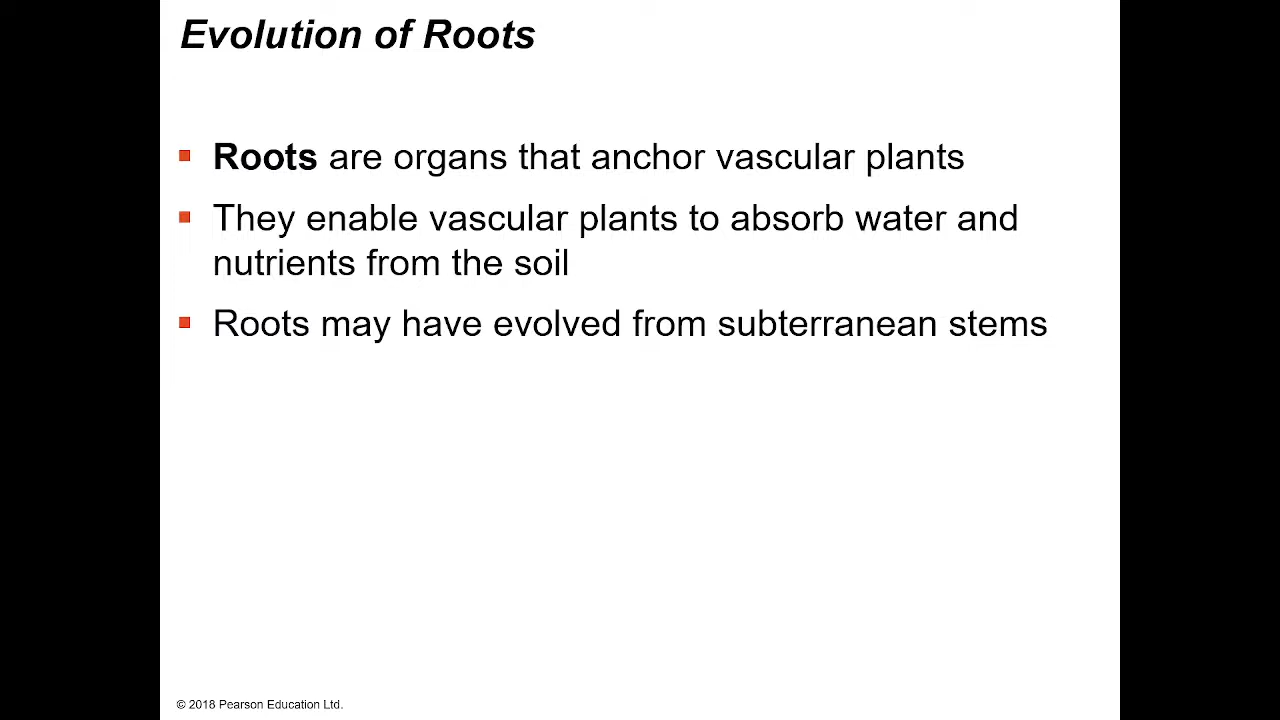 Evolution of Roots
Roots are organs that anchor vascular plants
They enable vascular plants to absorb water and
nutrients from the soil
Roots may have evolved from subterranean stems
© 2018 Pearson Education Ltd.